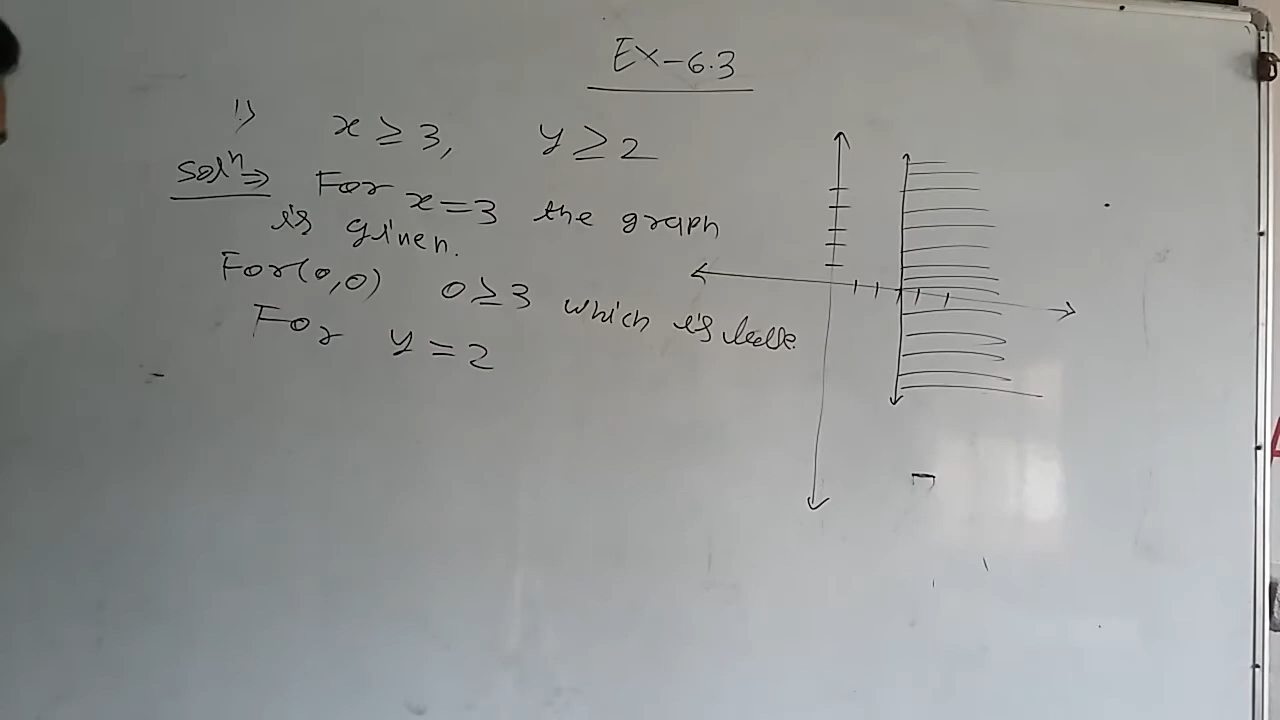 Ex-6.3
1) x ≥ 3, y ≥ 2
Solⁿ ⇒ For x = 3 the graph
is given.
For (0,0) 0 ≥ 3 which is
For y = 2